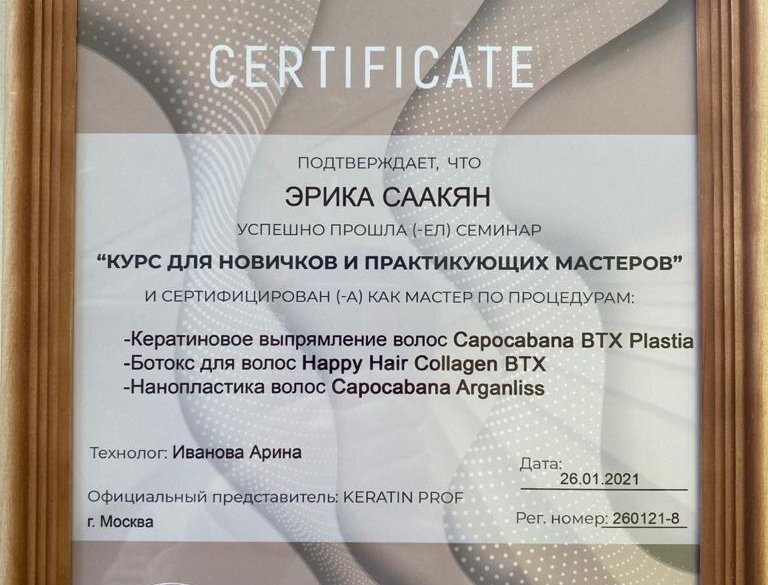 CERTIFICATE
ПОДТВЕРЖДАЕТ, ЧТО
ЭРИКА СААКЯН
УСПЕШНО ПРОШЛА (-ЕЛ) СЕМИНАР
“КУРС ДЛЯ НОВИЧКОВ И ПРАКТИКУЮЩИХ МАСТЕРОВ”
И СЕРТИФИЦИРОВАН (-А) КАК МАСТЕР ПО ПРОЦЕДУРАМ:
-Кератиновое выпрямление волос Capocabana BTX Plastia
-Ботокс для волос Happy Hair Collagen BTX
-Нанопластика волос Capocabana Arganliss
Технолог: Иванова Арина
Дата: 26.01.2021
Официальный представитель: KERATIN PROF
г. Москва
Рег. номер: 260121-8